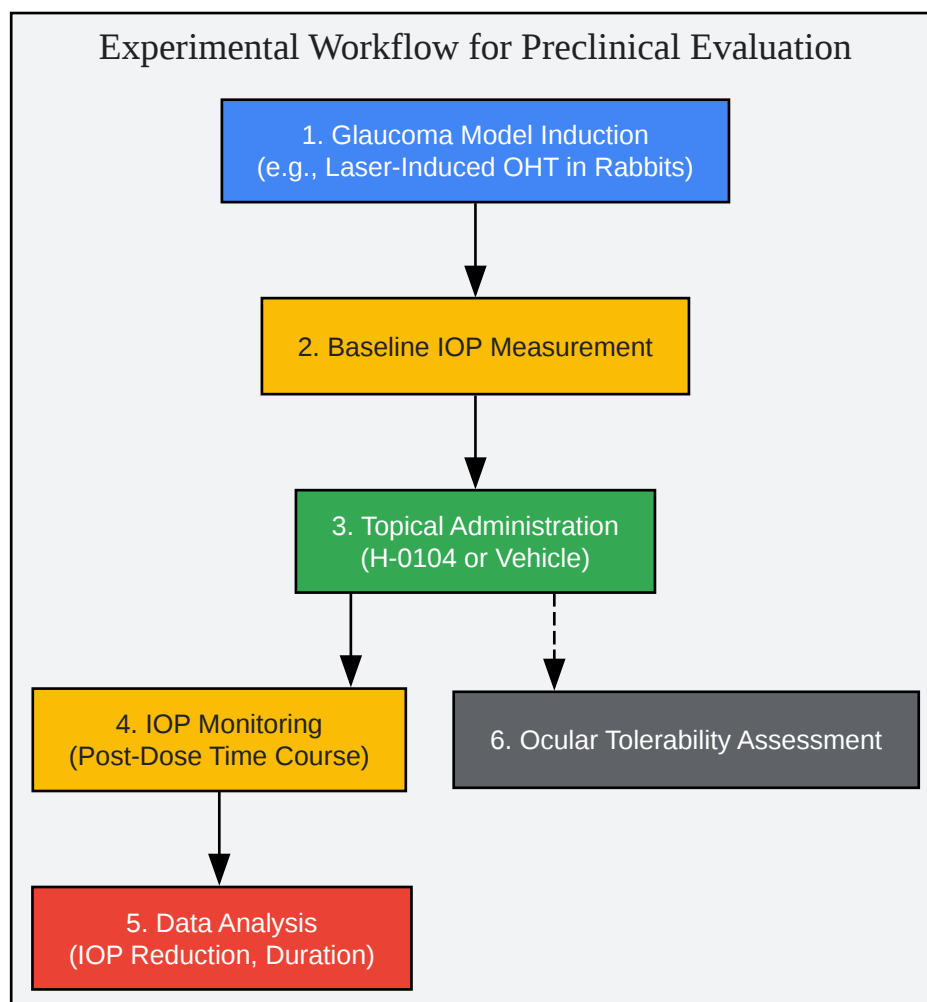 Experimental Workflow for Preclinical Evaluation
1. Glaucoma Model Induction
(e.g., Laser-Induced OHT in Rabbits)
2. Baseline IOP Measurement
3. Topical Administration
(H-0104 or Vehicle)
4. IOP Monitoring
(Post-Dose Time Course)
6. Ocular Tolerability Assessment
5. Data Analysis
(IOP Reduction, Duration)